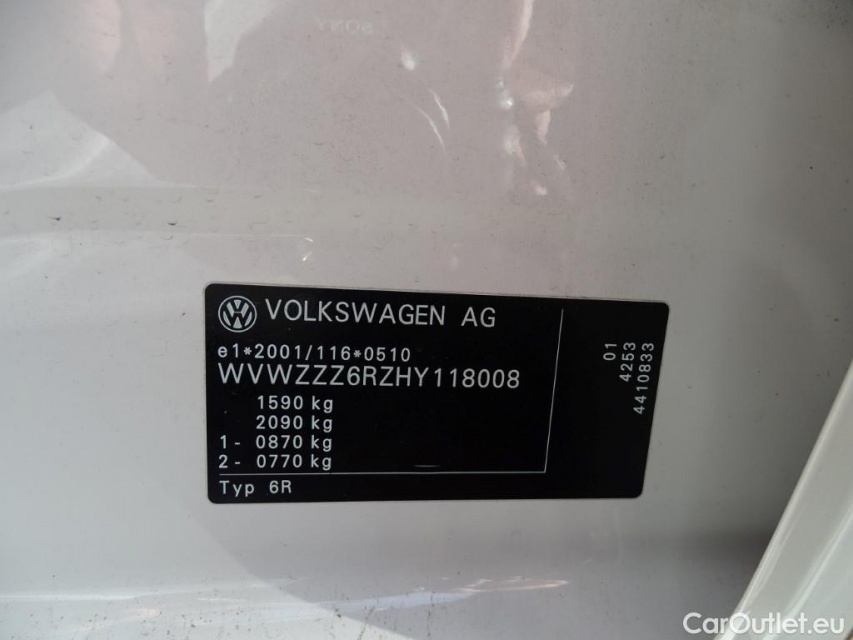 VOLKSWAGEN AG
e1*2001/116*0510
WVWZZZ6RZHY118008
1590 kg
2090 kg
1- 0870 kg
2- 0770 kg
Typ 6R
01
4253
4410833
CarOutlet.eu